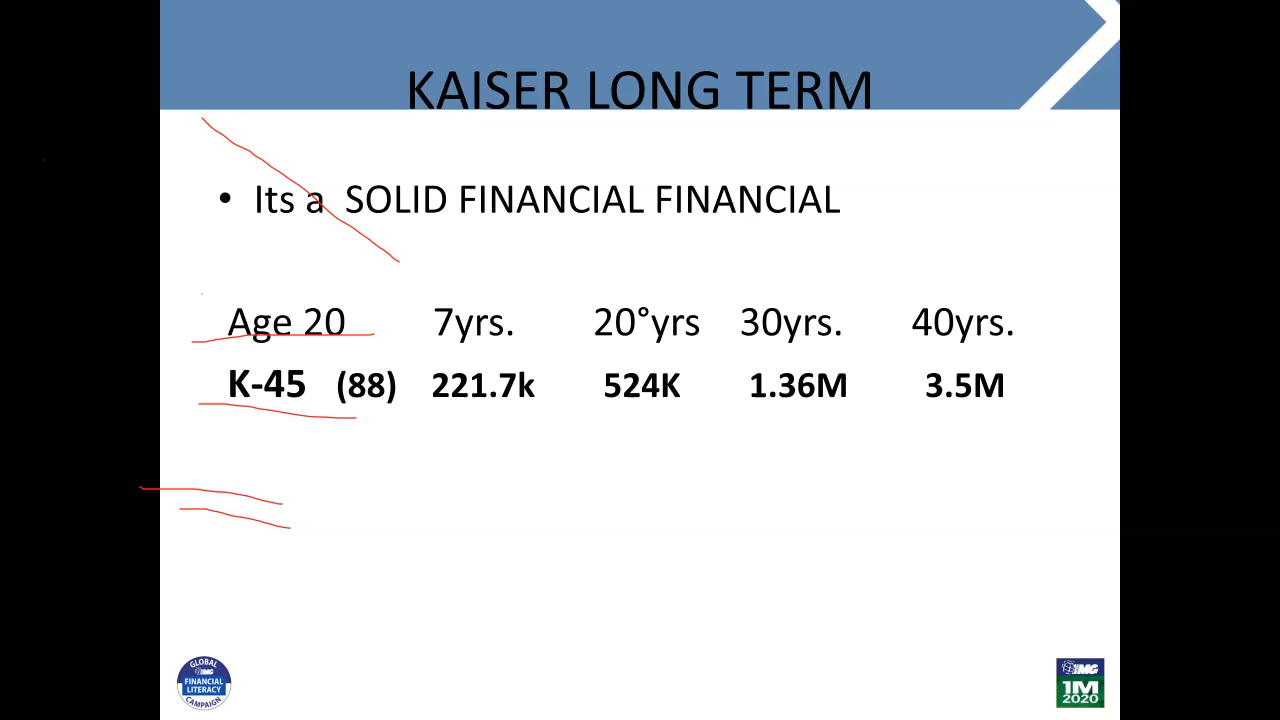 KAISER LONG TERM
• Its a SOLID FINANCIAL FINANCIAL
Age 20 7yrs. 20°yrs 30yrs. 40yrs.
K-45 (88) 221.7k 524K 1.36M 3.5M
GLOBAL
IMG
FINANCIAL
LITERACY
CAMPAIGN
IMG
1M
2020